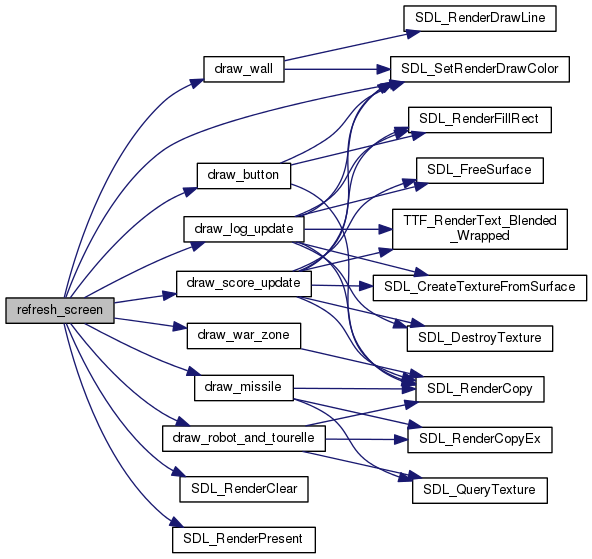 refresh_screen
draw_wall
draw_button
draw_log_update
draw_score_update
draw_war_zone
draw_missile
draw_robot_and_tourelle
SDL_RenderClear
SDL_RenderPresent
SDL_RenderDrawLine
SDL_SetRenderDrawColor
SDL_RenderFillRect
SDL_FreeSurface
TTF_RenderText_Blended
_Wrapped
SDL_CreateTextureFromSurface
SDL_DestroyTexture
SDL_RenderCopy
SDL_RenderCopyEx
SDL_QueryTexture